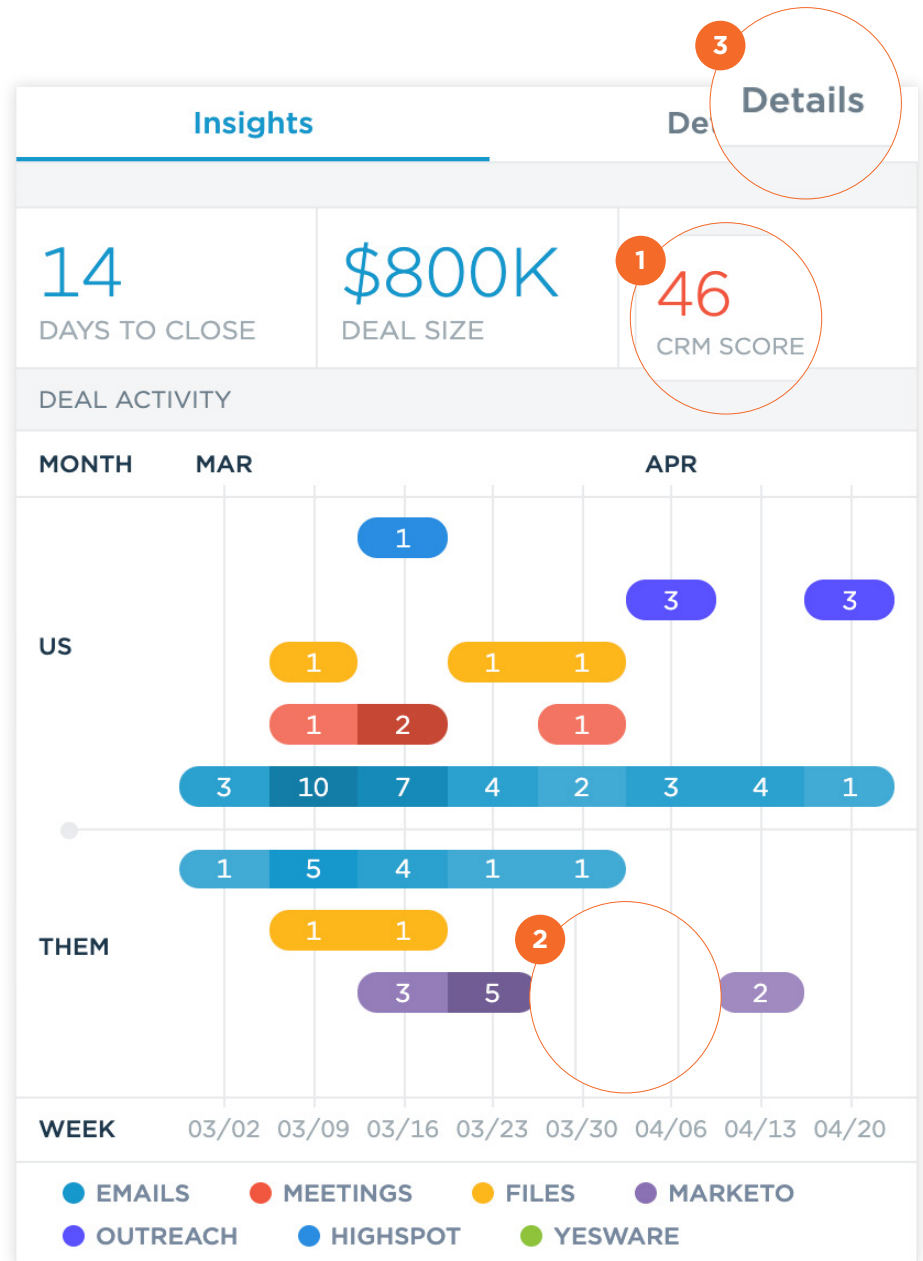 3
Details
Insights
De
14
$800K
1
46
DAYS TO CLOSE
DEAL SIZE
CRM SCORE
DEAL ACTIVITY
MONTH MAR APR
1
3 3
US
1 1 1
1 2 1
3 10 7 4 2 3 4 1
1 5 4 1 1
1 1
2
THEM
3 5 2
WEEK 03/02 03/09 03/16 03/23 03/30 04/06 04/13 04/20
EMAILS MEETINGS FILES MARKETO
OUTREACH HIGHSPOT YESWARE